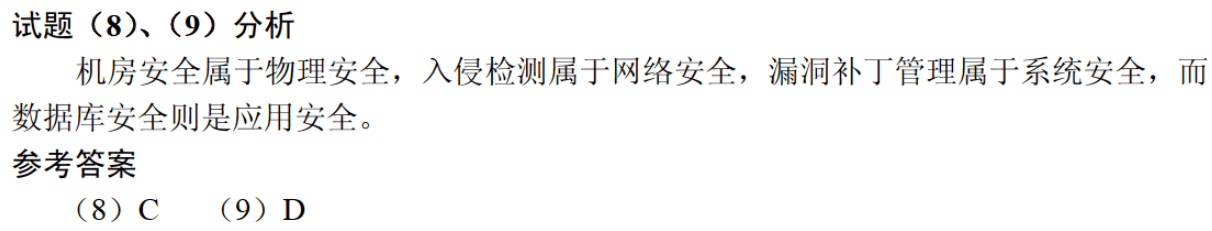 试题（8）、（9）分析
机房安全属于物理安全，入侵检测属于网络安全，漏洞补丁管理属于系统安全，而
数据库安全则是应用安全。
参考答案
（8）C （9）D